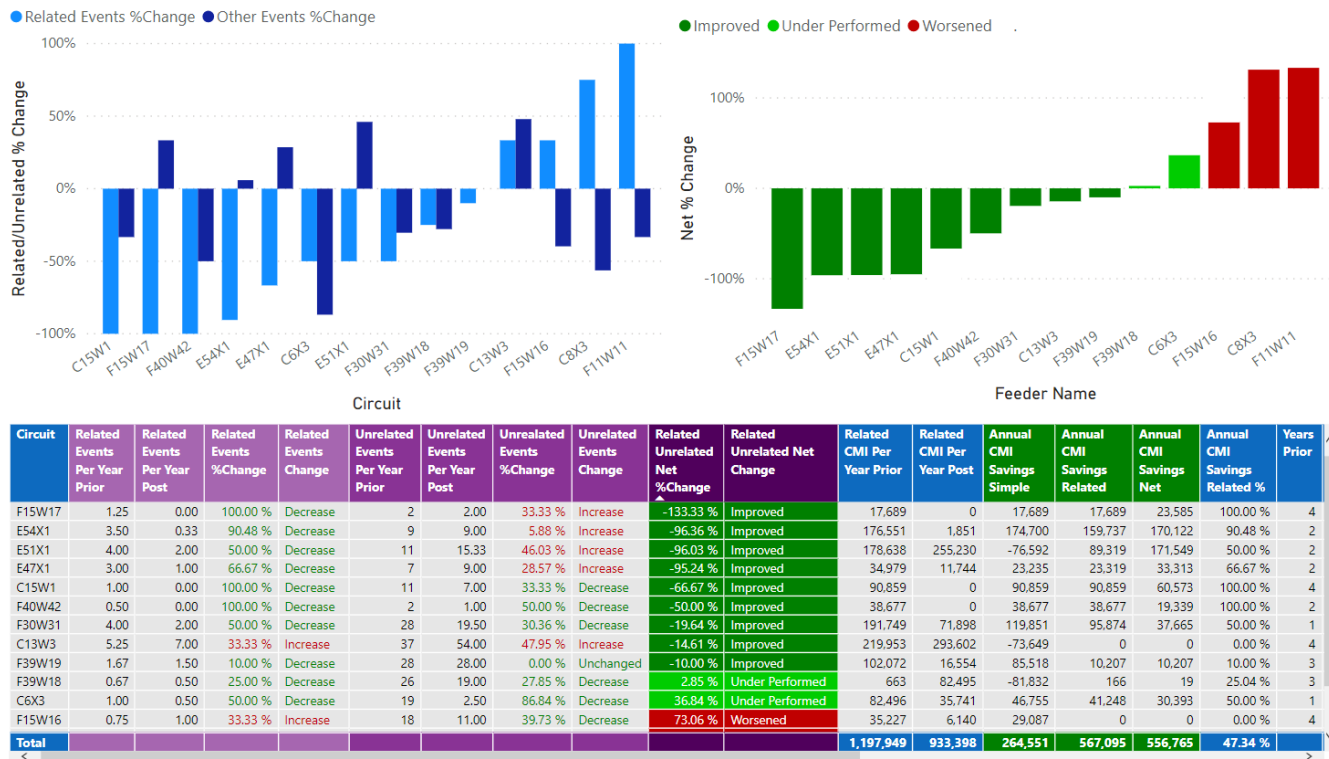 Related Events %Change Other Events %Change
100%
50%
0%
-50%
-100%
Related/Unrelated % Change
C15W1 F15W17 F40W42 E54X1 E47X1 C6X3 E51X1 F30W31 F39W18 F39W19 C13W3 F15W16 C8X3 F11W11
Circuit
Improved Under Performed Worsened .
100%
0%
-100%
Net % Change
F15W17 E54X1 E51X1 E47X1 C15W1 F40W42 F30W31 C13W3 F39W19 F39W18 C6X3 F15W16 C8X3 F11W11
Feeder Name
Circuit Related Related Related Related Unrelated Unrelated Unrealated Unrelated Related Related Related Related Annual Annual Annual Annual Years
Events Events Events Events Events Events Events Events Unrelated Unrelated Net CMI Per CMI Per CMI CMI CMI CMI Prior
Per Year Per Year %Change Change Per Year Per Year %Change Change Net Change Year Prior Year Post Savings Savings Savings Savings
Prior Post Prior Post %Change Simple Related Net Related %
F15W17 1.25 0.00 100.00 % Decrease 2 2.00 33.33 % Increase -133.33 % Improved 17,689 0 17,689 17,689 23,585 100.00 % 4
E54X1 3.50 0.33 90.48 % Decrease 9 9.00 5.88 % Increase -96.36 % Improved 176,551 1,851 174,700 159,737 170,122 90.48 % 2
E51X1 4.00 2.00 50.00 % Decrease 11 15.33 46.03 % Increase -96.03 % Improved 178,638 255,230 -76,592 89,319 171,549 50.00 % 2
E47X1 3.00 1.00 66.67 % Decrease 7 9.00 28.57 % Increase -95.24 % Improved 34,979 11,744 23,235 23,319 33,313 66.67 % 2
C15W1 1.00 0.00 100.00 % Decrease 11 7.00 33.33 % Decrease -66.67 % Improved 90,859 0 90,859 90,859 60,573 100.00 % 4
F40W42 0.50 0.00 100.00 % Decrease 2 1.00 50.00 % Decrease -50.00 % Improved 38,677 0 38,677 38,677 19,339 100.00 % 2
F30W31 4.00 2.00 50.00 % Decrease 28 19.50 30.36 % Decrease -19.64 % Improved 191,749 71,898 119,851 95,874 37,665 50.00 % 1
C13W3 5.25 7.00 33.33 % Increase 37 54.00 47.95 % Increase -14.61 % Improved 219,953 293,602 -73,649 0 0 0.00 % 4
F39W19 1.67 1.50 10.00 % Decrease 28 28.00 0.00 % Unchanged -10.00 % Improved 102,072 16,554 85,518 10,207 10,207 10.00 % 3
F39W18 0.67 0.50 25.00 % Decrease 26 19.00 27.85 % Decrease 2.85 % Under Performed 663 82,495 -81,832 166 19 25.04 % 3
C6X3 1.00 0.50 50.00 % Decrease 19 2.50 86.84 % Decrease 36.84 % Under Performed 82,496 35,741 46,755 41,248 30,393 50.00 % 1
F15W16 0.75 1.00 33.33 % Increase 18 11.00 39.73 % Decrease 73.06 % Worsened 35,227 6,140 29,087 0 0 0.00 % 4
Total 1,197,949 933,398 264,551 567,095 556,765 47.34 %